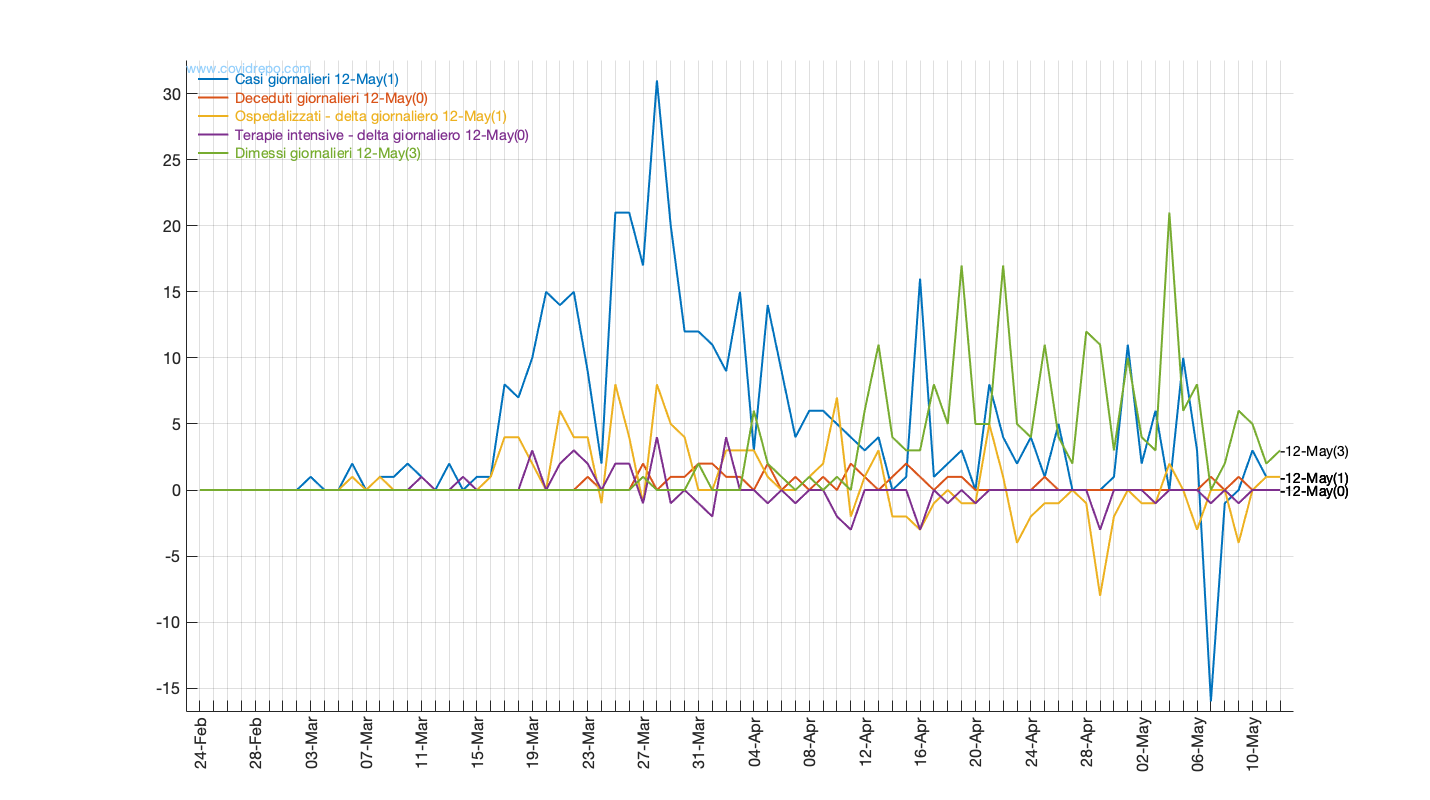 www.covidrepo.com
Casi giornalieri 12-May(1)
Deceduti giornalieri 12-May(0)
Ospedalizzati - delta giornaliero 12-May(1)
Terapie intensive - delta giornaliero 12-May(0)
Dimessi giornalieri 12-May(3)
30
25
20
15
10
5
0
-5
-10
-15
-12-May(3)
-12-May(1)
-12-May(0)
24-Feb
28-Feb
03-Mar
07-Mar
11-Mar
15-Mar
19-Mar
23-Mar
27-Mar
31-Mar
04-Apr
08-Apr
12-Apr
16-Apr
20-Apr
24-Apr
28-Apr
02-May
06-May
10-May